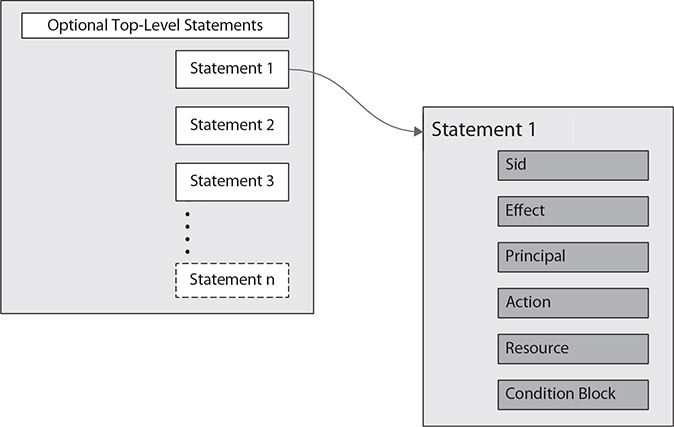 Optional Top-Level Statements
Statement 1
Statement 2
Statement 3
Statement n
Statement 1
Sid
Effect
Principal
Action
Resource
Condition Block